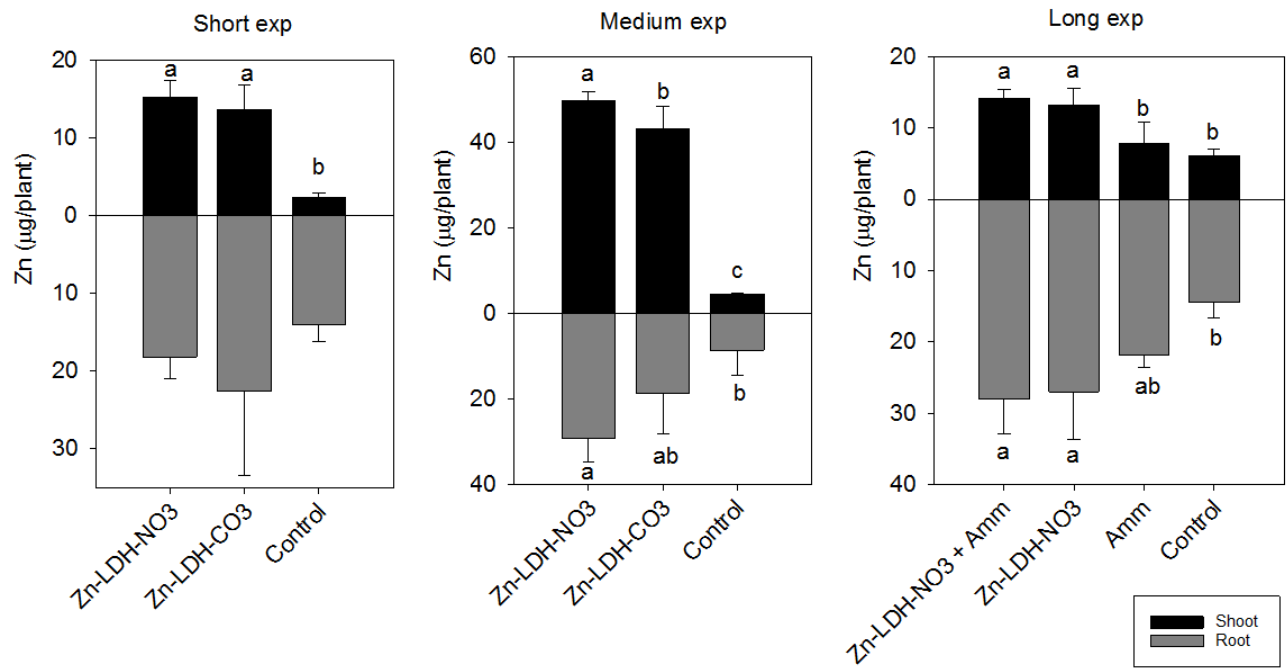 Short exp
Medium exp
Long exp
20
10
0
10
20
30
Zn (µg/plant)
a
a
b
Zn-LDH-NO3
Zn-LDH-CO3
Control
60
40
20
0
20
40
Zn (µg/plant)
a
b
c
a
ab
b
Zn-LDH-NO3
Zn-LDH-CO3
Control
20
10
0
10
20
30
40
Zn (µg/plant)
a
a
b
b
a
a
ab
b
Zn-LDH-NO3 + Amm
Zn-LDH-NO3
Amm
Control
Shoot
Root